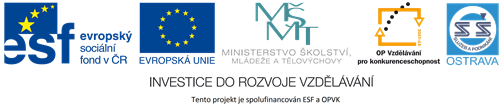 esf evropský sociální fond v ČR
EVROPSKÁ UNIE
MŠMT
MINISTERSTVO ŠKOLSTVÍ,
MLÁDEŽE A TĚLOVÝCHOVY
OP Vzdělávání
pro konkurenceschopnost
OSTRAVA
INVESTICE DO ROZVOJE VZDĚLÁVÁNÍ
Tento projekt je spolufinancován ESF a OPVK